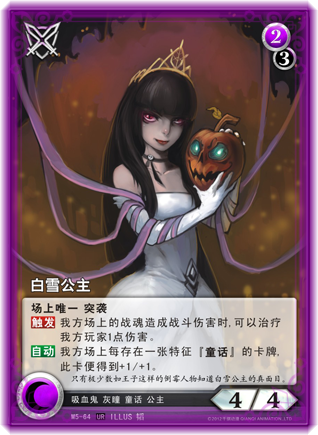 2
3
白雪公主
场上唯一 突袭
触发 我方场上的战魂造成战斗伤害时，可以治疗
我方玩家1点伤害。
自动 我方场上每存在一张特征『童话』的卡牌，
此卡便得到+1/+1。
只有极少数如王子这样的倒霉人物知道白雪公主的真面目。
吸血鬼 灰瞳 童话 公主
4/4
MS-64 UR ILLUS 铝